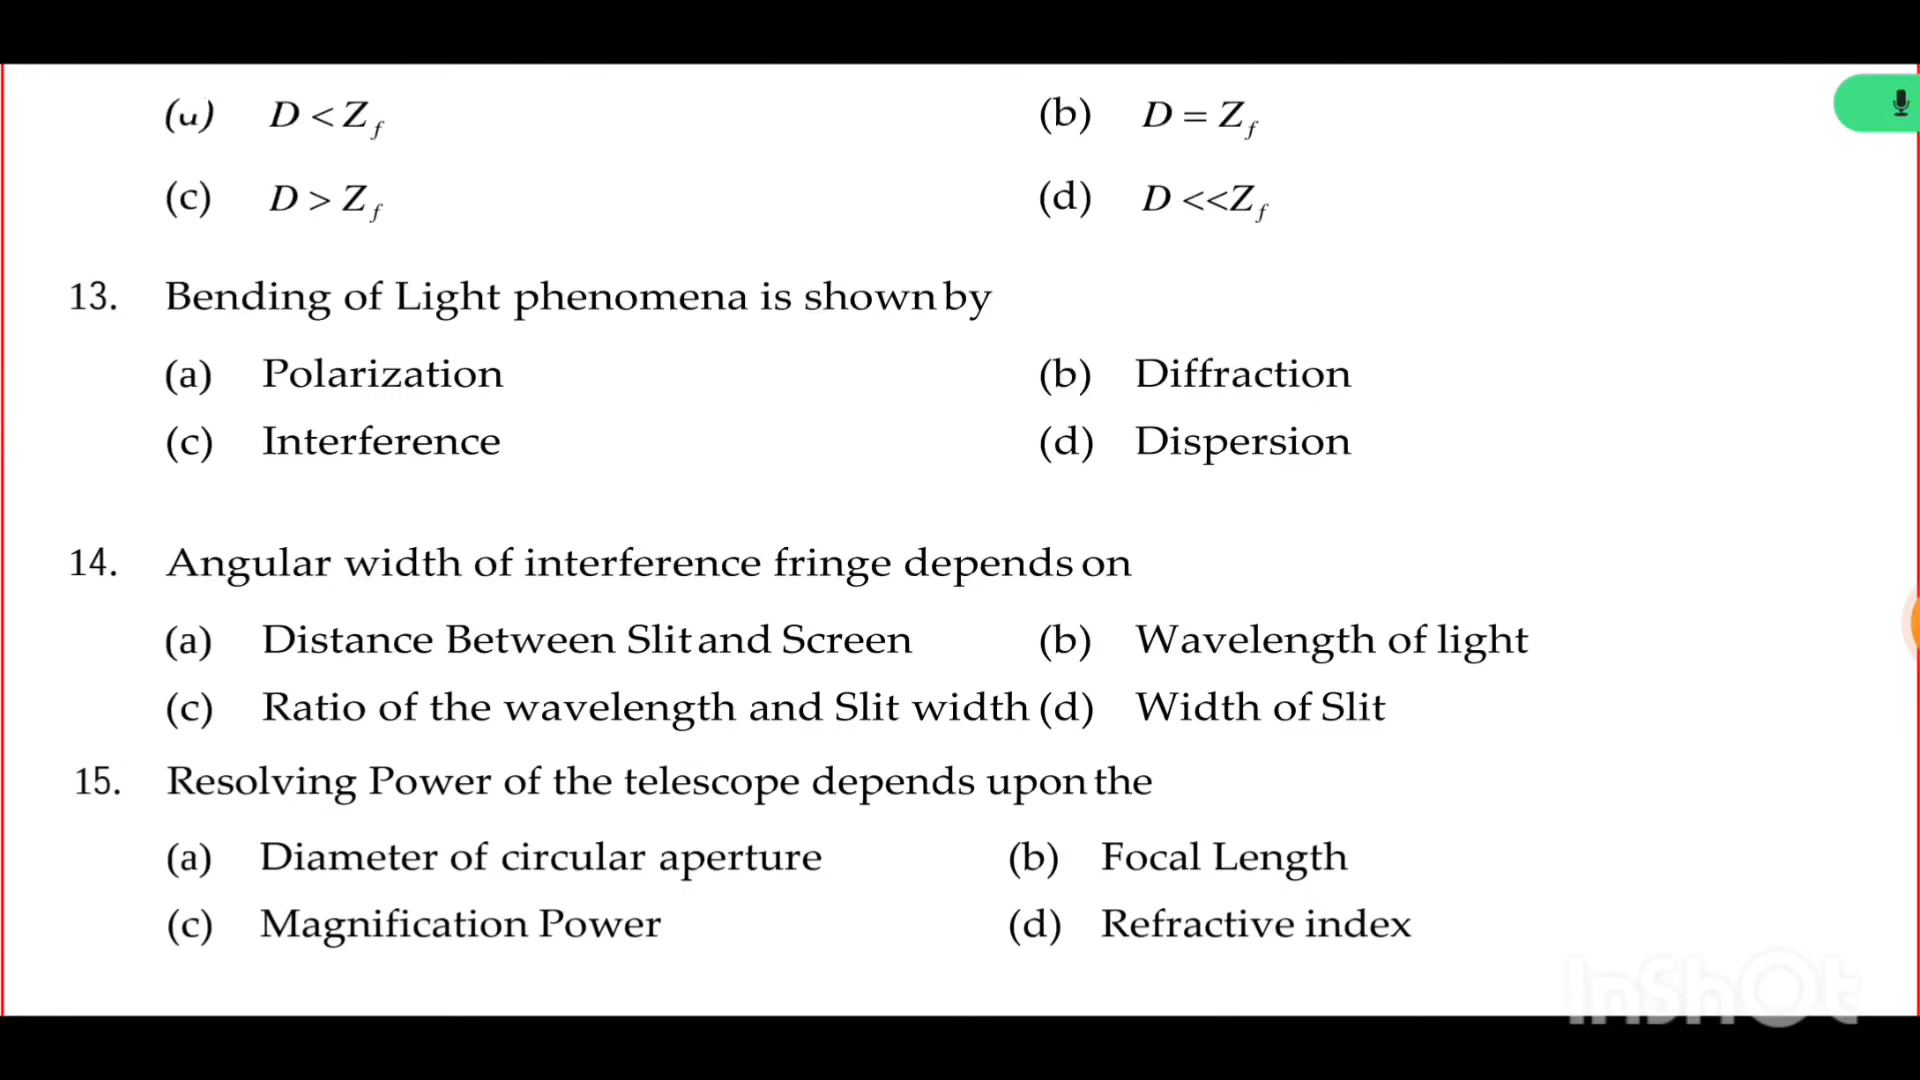 (a) D < Z_f (b) D = Z_f
(c) D > Z_f (d) D <<Z_f
13. Bending of Light phenomena is shown by
(a) Polarization (b) Diffraction
(c) Interference (d) Dispersion
14. Angular width of interference fringe depends on
(a) Distance Between Slit and Screen (b) Wavelength of light
(c) Ratio of the wavelength and Slit width (d) Width of Slit
15. Resolving Power of the telescope depends upon the
(a) Diameter of circular aperture (b) Focal Length
(c) Magnification Power (d) Refractive index
InShOt